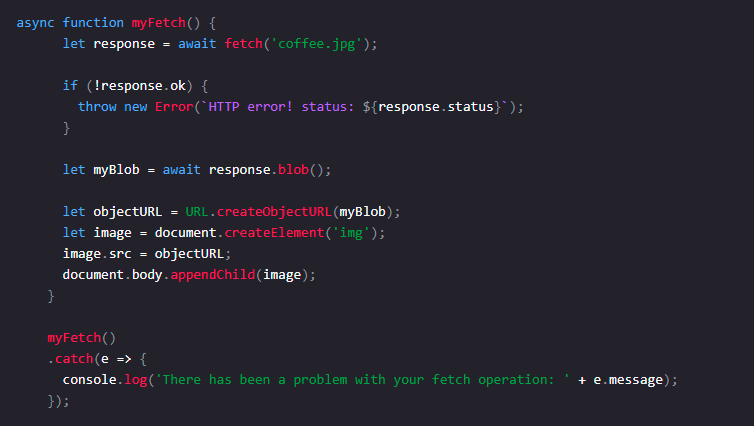 async function myFetch() {
      let response = await fetch('coffee.jpg');

      if (!response.ok) {
        throw new Error(`HTTP error! status: ${response.status}`);
      }

      let myBlob = await response.blob();

      let objectURL = URL.createObjectURL(myBlob);
      let image = document.createElement('img');
      image.src = objectURL;
      document.body.appendChild(image);
    }

    myFetch()
    .catch(e => {
      console.log('There has been a problem with your fetch operation: ' + e.message);
    });